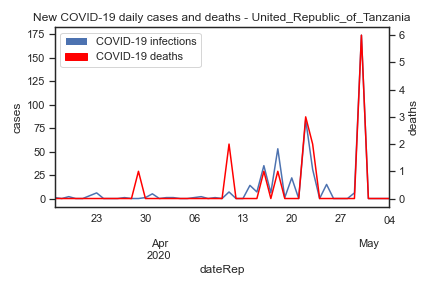 New COVID-19 daily cases and deaths - United_Republic_of_Tanzania
COVID-19 infections
COVID-19 deaths
cases
175
150
125
100
75
50
25
0
deaths
6
5
4
3
2
1
0
23 30 06 13 20 27 04
Apr May
2020
dateRep